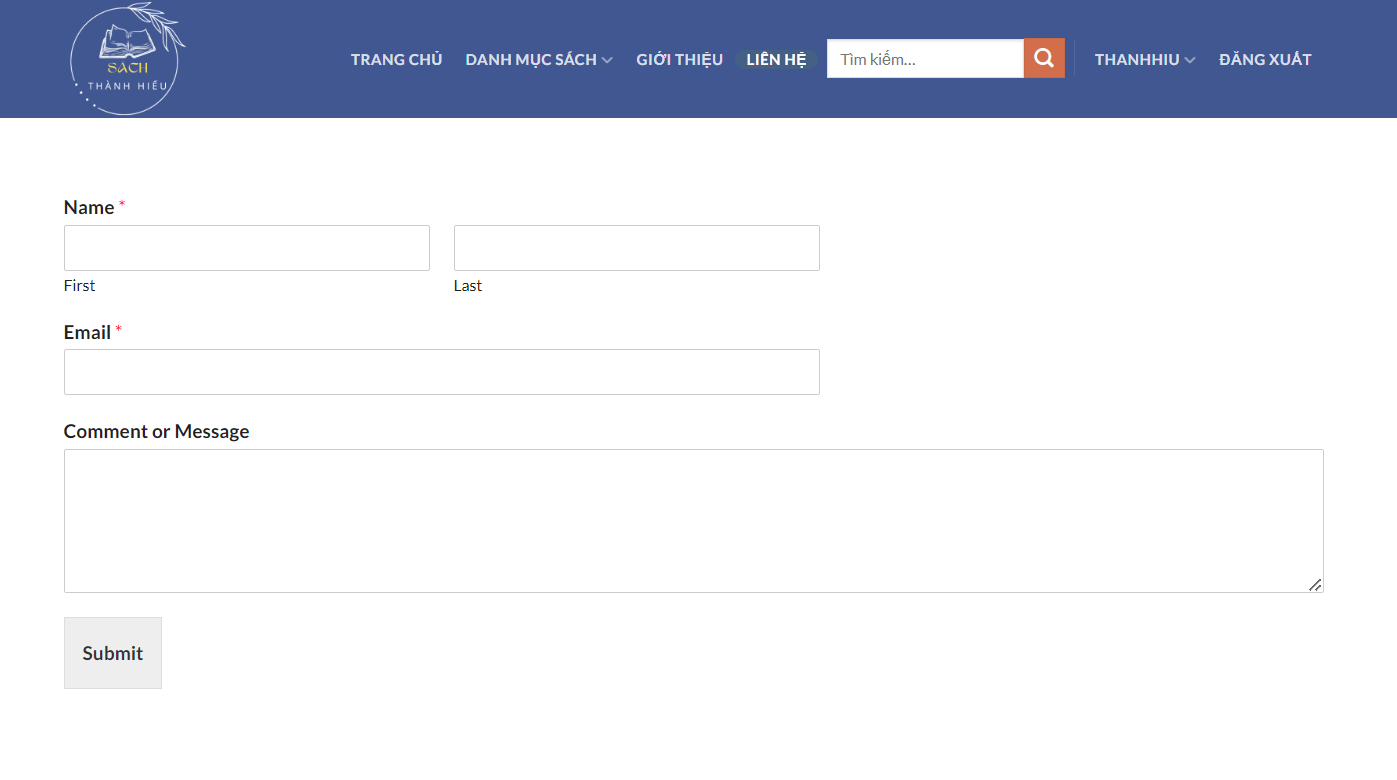 SÁCH
THÀNH HIẾU
TRANG CHỦ DANH MỤC SÁCH GIỚI THIỆU LIÊN HỆ Tìm kiếm... THANHHIU ĐĂNG XUẤT
Name *
First Last
Email *
Comment or Message
Submit